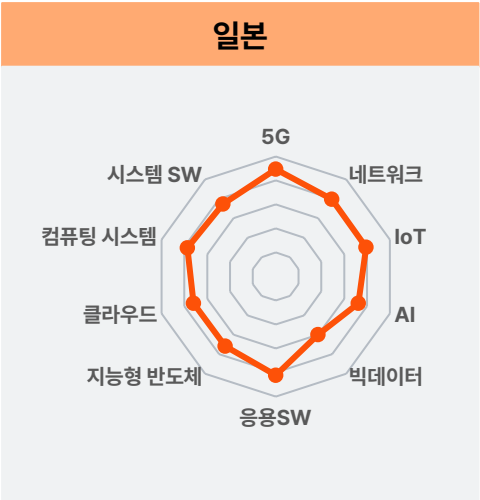 일본
5G
시스템 SW
네트워크
컴퓨팅 시스템
IoT
클라우드
AI
지능형 반도체
빅데이터
응용SW